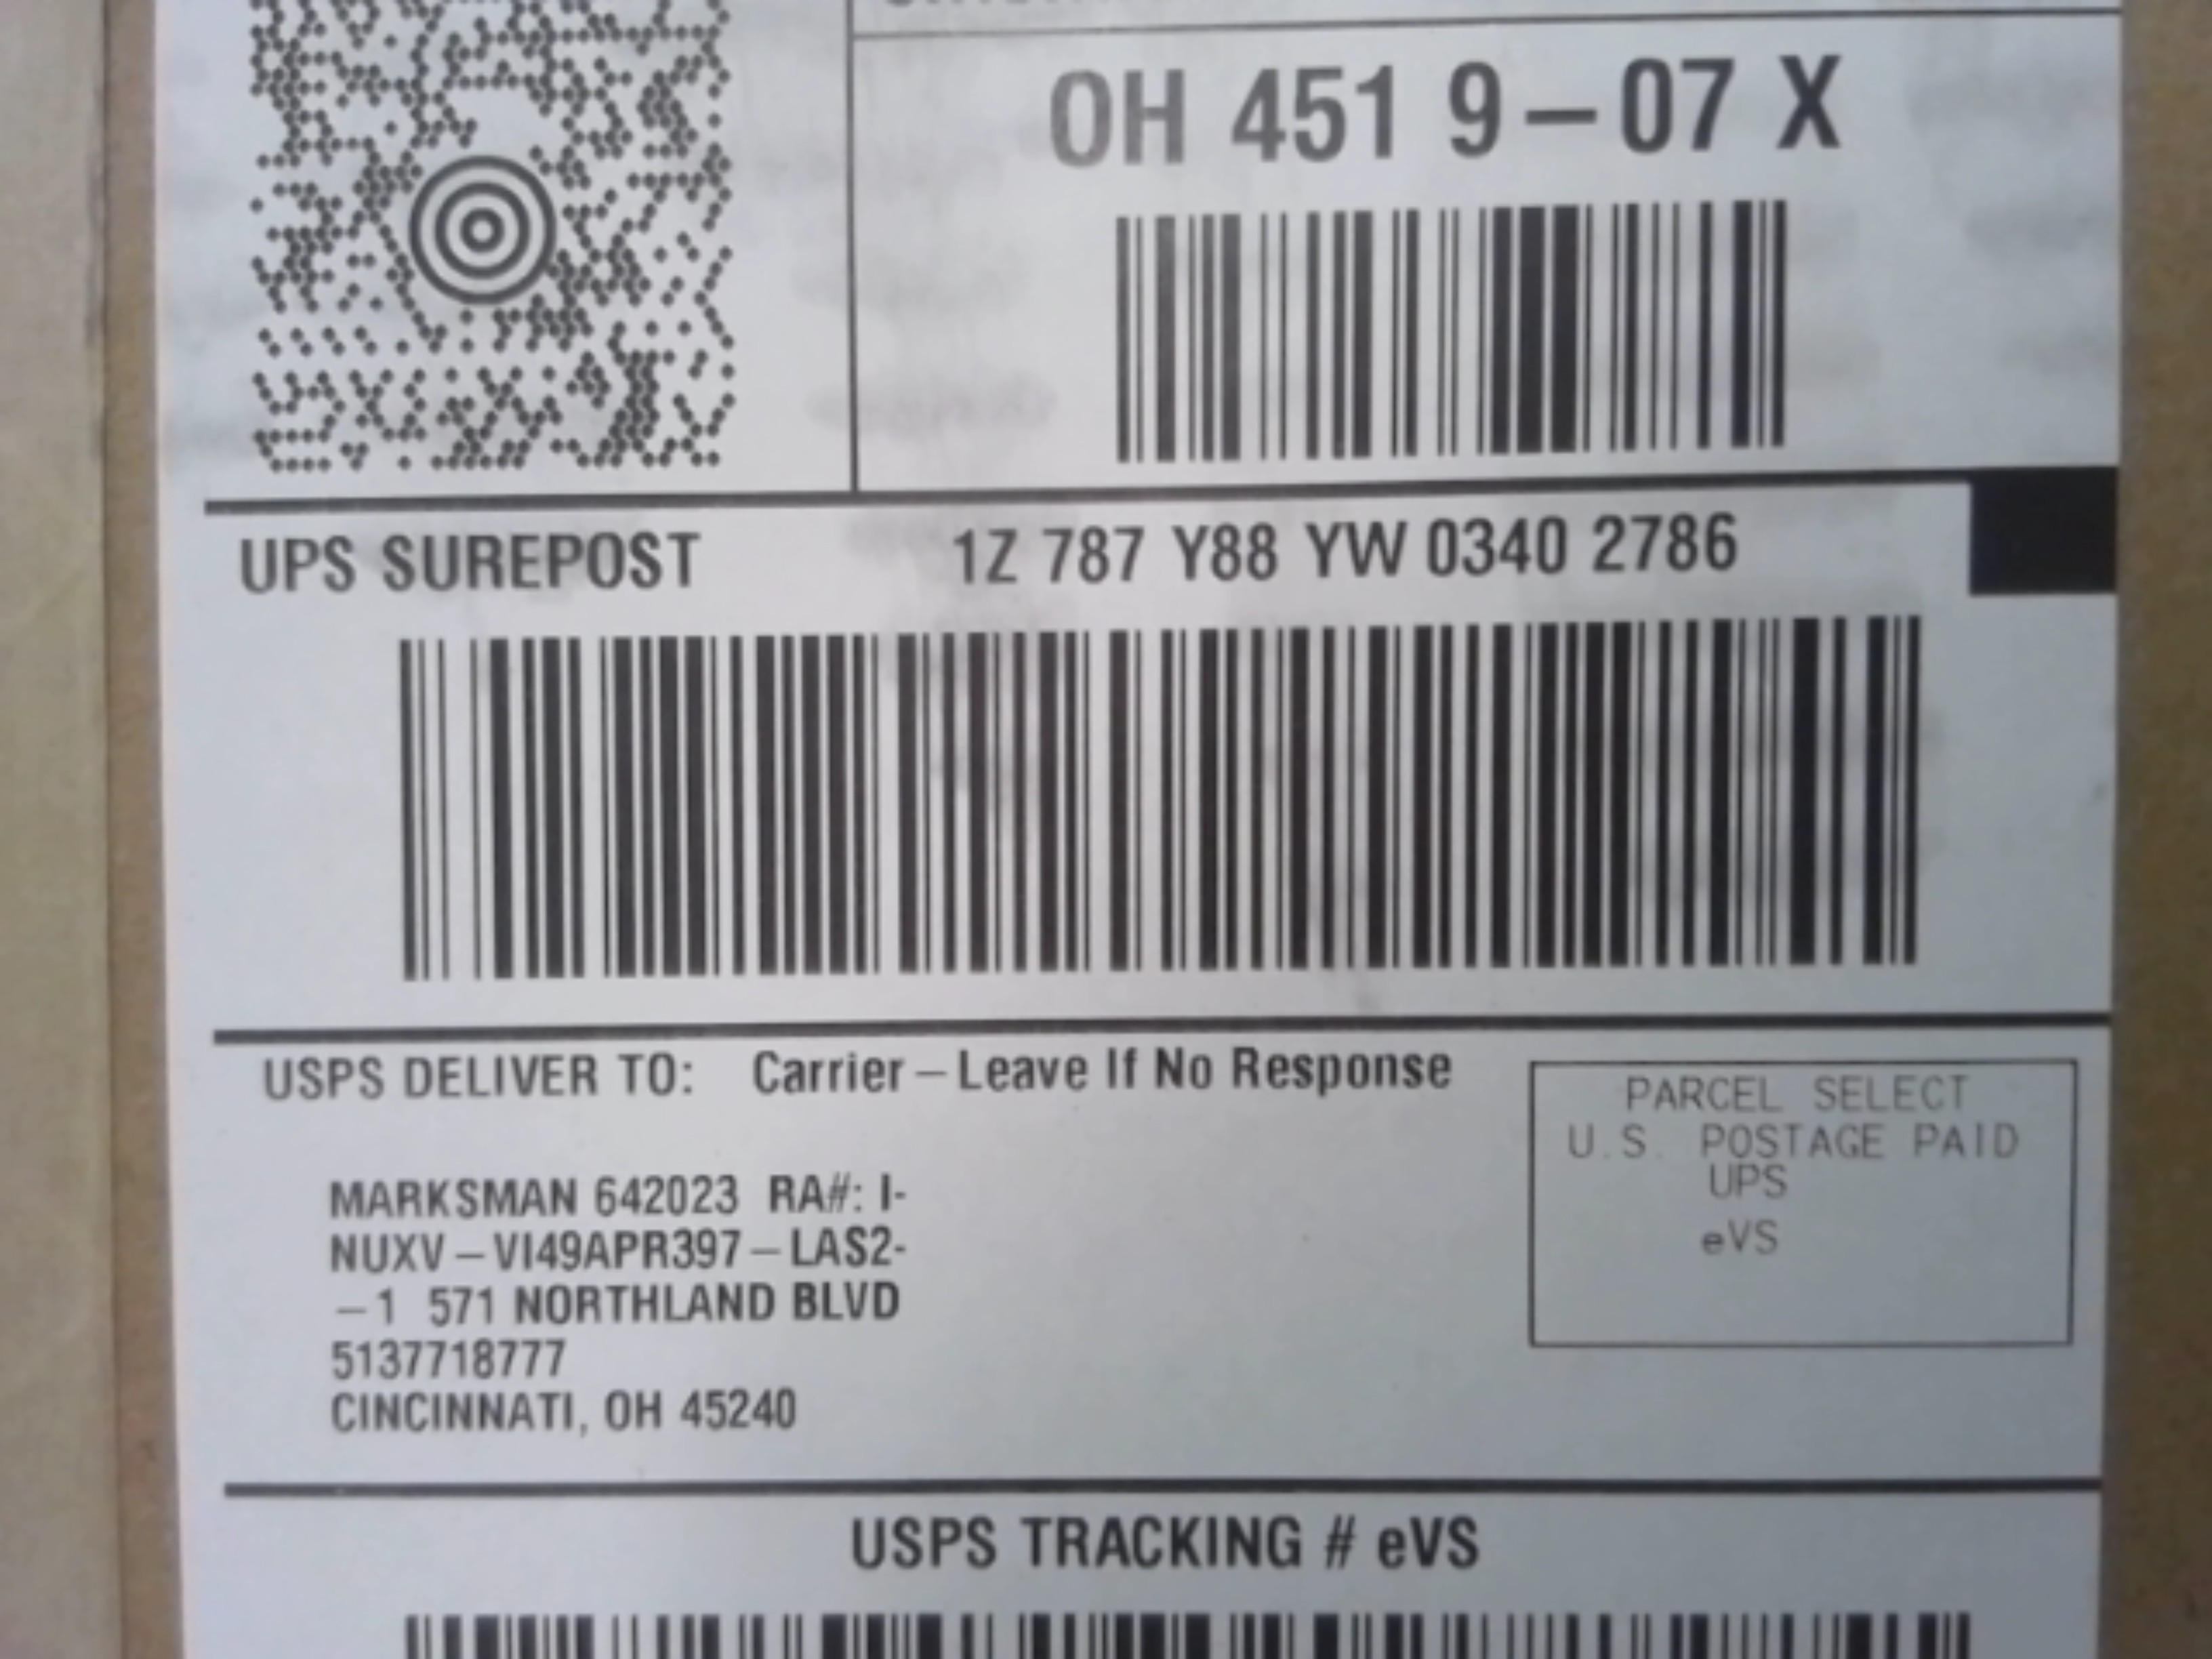 OH 451 9-07 X
UPS SUREPOST 1Z 787 Y88 YW 0340 2786
USPS DELIVER TO: Carrier-Leave If No Response
PARCEL SELECT
U.S. POSTAGE PAID
UPS
eVS
MARKSMAN 642023 RA#: I-
NUXV-VI49APR397-LAS2-
-1 571 NORTHLAND BLVD
5137718777
CINCINNATI, OH 45240
USPS TRACKING # eVS